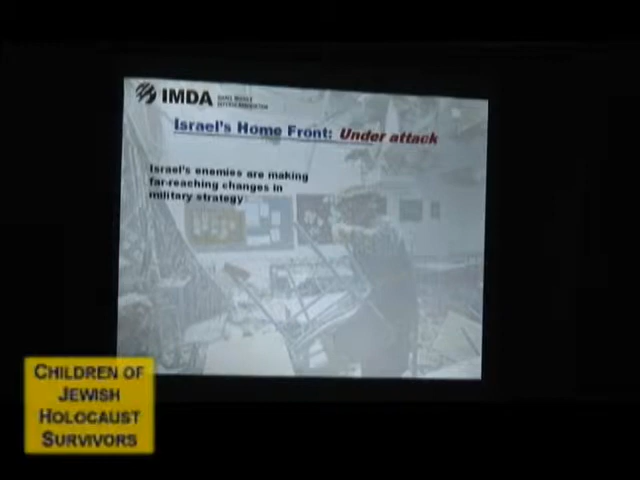 IMDA
Israel's Home Front: Under attack
Israel's enemies are making
far-reaching changes in
military strategy
CHILDREN OF
JEWISH
HOLOCAUST
SURVIVORS